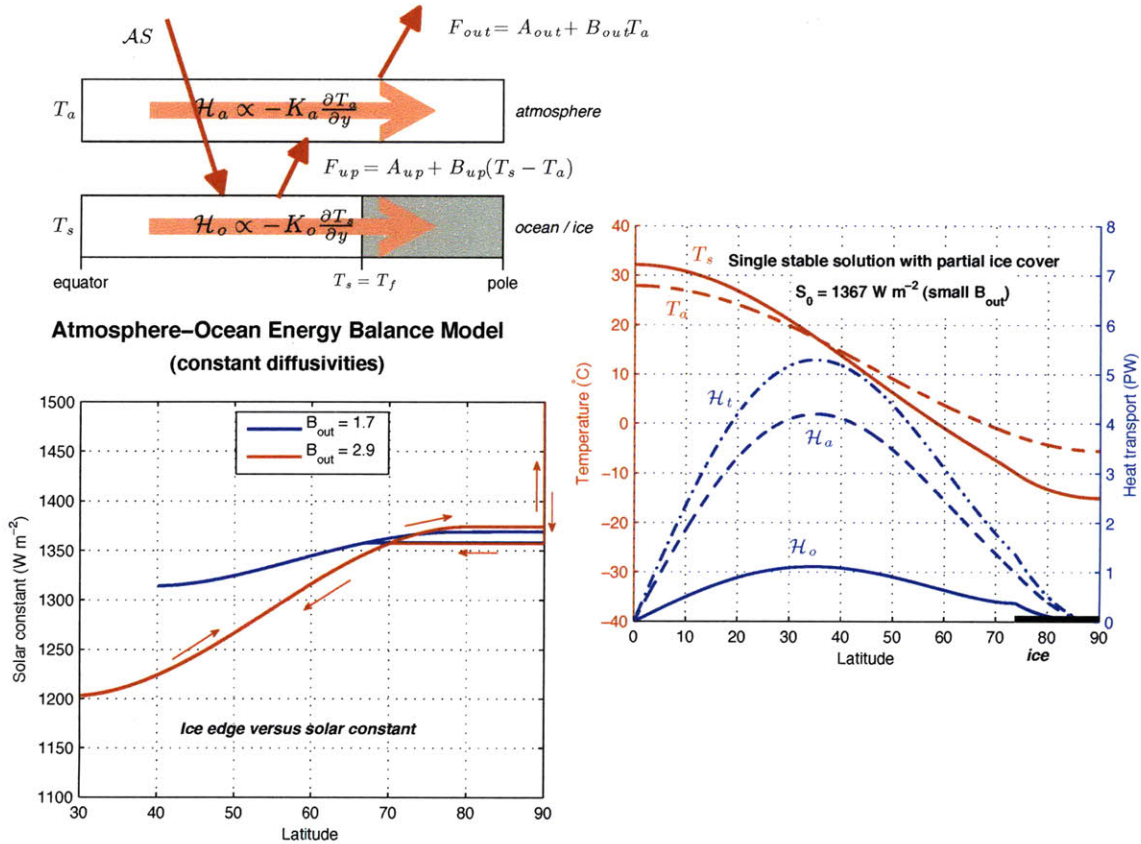 𝒜S
F_out = A_out + B_out T_a
T_a
ℋ_a ∝ −K_a ∂T_a/∂y
atmosphere
F_up = A_up + B_up(T_s − T_a)
T_s
ℋ_o ∝ −K_o ∂T_s/∂y
ocean / ice
equator
T_s = T_f
pole
Atmosphere–Ocean Energy Balance Model
(constant diffusivities)
1500
1450
1400
1350
1300
1250
1200
1150
1100
Solar constant (W m⁻²)
B_out = 1.7
B_out = 2.9
Ice edge versus solar constant
30 40 50 60 70 80 90
Latitude
40
30
20
10
0
−10
−20
−30
−40
Temperature (°C)
Single stable solution with partial ice cover
S₀ = 1367 W m⁻² (small B_out)
T_s
T_a
ℋ_t
ℋ_a
ℋ_o
8
7
6
5
4
3
2
1
0
Heat transport (PW)
0 10 20 30 40 50 60 70 80 90
Latitude
ice